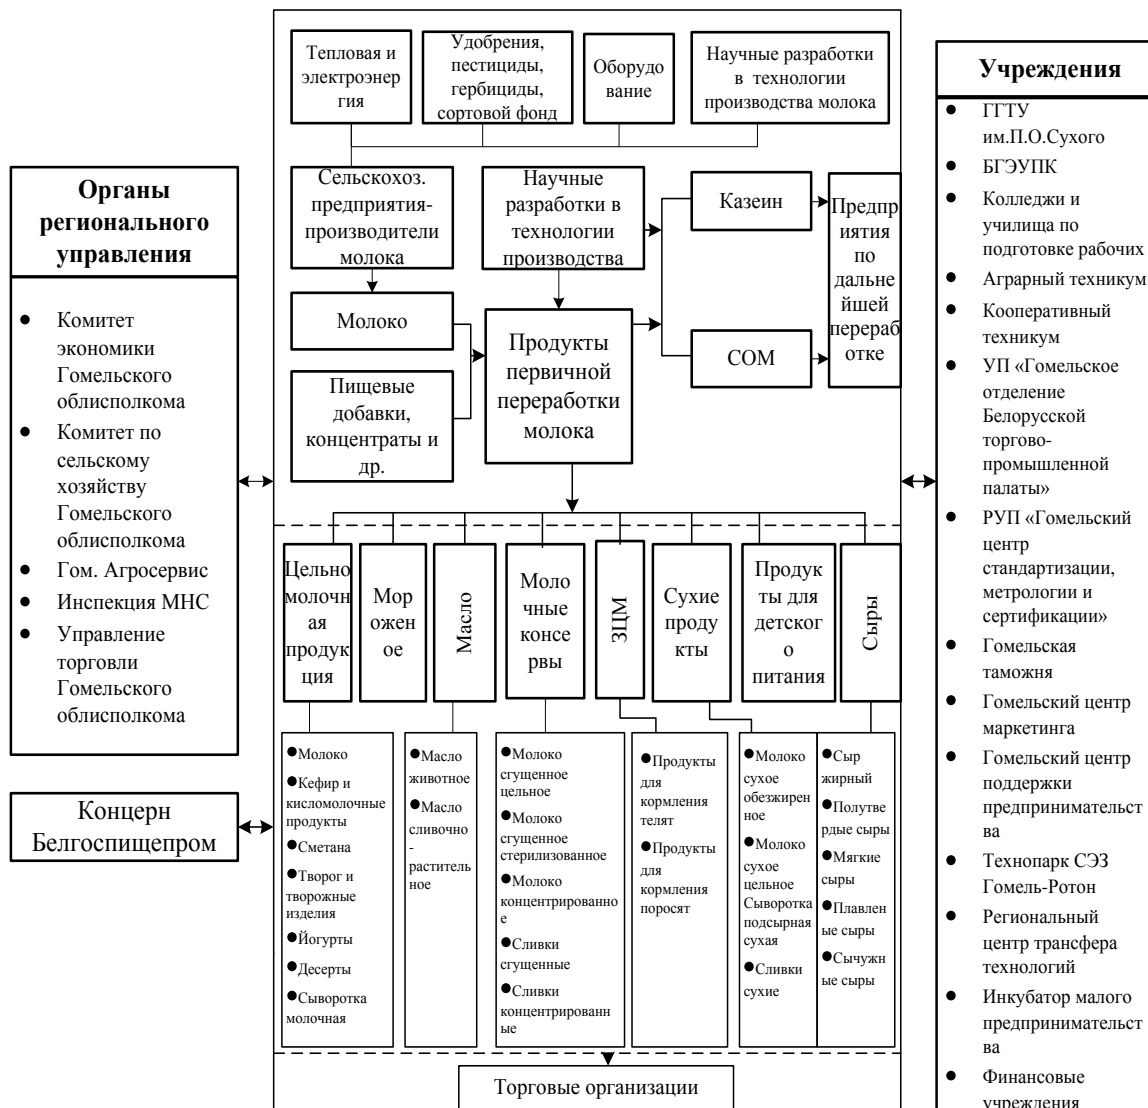 Тепловая и
электроэнер
гия
Удобрения,
пестициды,
гербициды,
сортовой фонд
Оборудо
вание
Научные разработки
в технологии
производства молока
Органы
регионального
управления
Комитет
экономики
Гомельского
облисполкома
Комитет по
сельскому
хозяйству
Гомельского
облисполкома
Гом. Агросервис
Инспекция МНС
Управление
торговли
Гомельского
облисполкома
Концерн
Белгоспищепром
Сельскохоз.
предприятия-
производители
молока
Научные
разработки в
технологии
производства
Казеин
СОМ
Предпр
иятия
по
дальне
йшей
перераб
отке
Молоко
Пищевые
добавки,
концентраты и
др.
Продукты
первичной
переработки
молока
Цельно
молочн
ая
продук
ция
Мор
ожен
ое
Масло
Моло
чные
консе
рвы
ЗЦМ
Сухие
проду
кты
Продук
ты для
детског
о
питания
Сыры
●Молоко
●Кефир и
кисломолочные
продукты
●Сметана
●Творог и
творожные
изделия
●Йогурты
●Десерты
●Сыворотка
молочная
●Масло
животное
●Масло
сливочно
-
раститель
ное
●Молоко
сгущенное
цельное
●Молоко
сгущенное
стерилизованное
●Молоко
концентрированно
е
●Сливки
сгущенные
●Сливки
концентрированн
ые
●Продукты
для
кормления
телят
●Продукты
для
кормления
поросят
●Молоко
сухое
обезжирен
ное
●Молоко
сухое
цельное
Сыворотка
подсырная
сухая
●Сливки
сухие
●Сыр
жирный
●Полутве
рдые сыры
●Мягкие
сыры
●Плавлен
ые сыры
●Сычуж­ные сыры
Торговые организации
Учреждения
ГГТУ
им.П.О.Сухого
БГЭУПК
Колледжи и
училища по
подготовке рабочих
Аграрный техникум
Кооперативный
техникум
УП «Гомельское
отделение
Белорусской
торгово-
промышленной
палаты»
РУП «Гомельский
центр
стандартизации,
метрологии и
сертификации»
Гомельская
таможня
Гомельский центр
маркетинга
Гомельский центр
поддержки
предпринимательст
ва
Технопарк СЭЗ
Гомель-Ротон
Региональный
центр трансфера
технологий
Инкубатор малого
предпринимательст
ва
Финансовые
учреждения